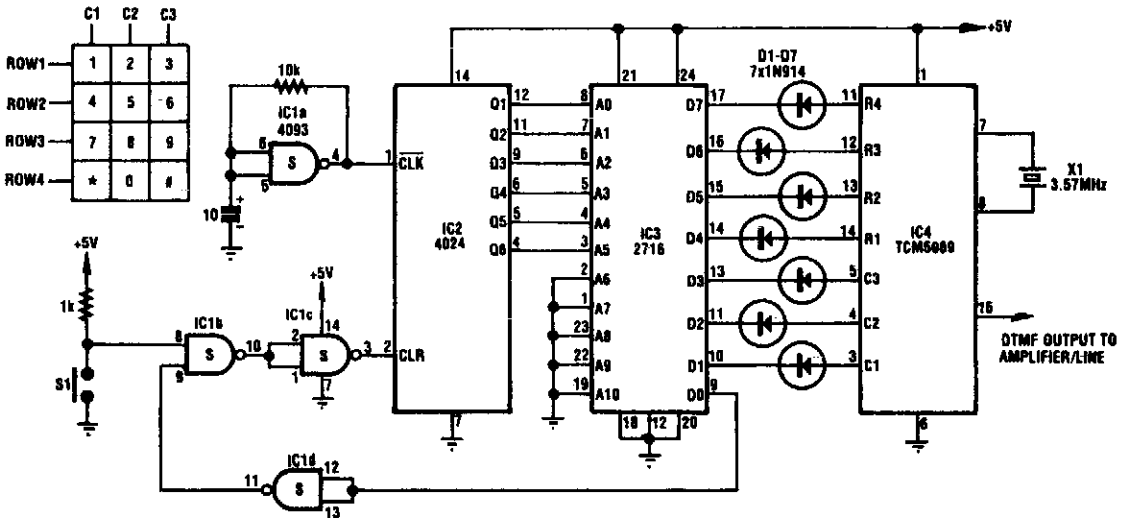 C1 C2 C3
ROW1 1 2 3
ROW2 4 5 6
ROW3 7 8 9
ROW4 * 0 #
+5V
10k
IC1a
4093
6
5
S
4
10
+
-
1 CLK
14
IC2
4024
Q1 12
Q2 11
Q3 9
Q4 6
Q5 5
Q6 4
2 CLR
7
+5V
1k
S1
IC1b
8
9
S
10
IC1c
+5V
14
2
1
S
3
7
IC1d
11
S
12
13
21
24
8 A0
7 A1
6 A2
5 A3
4 A4
3 A5
2 A6
1 A7
23 A8
22 A9
19 A10
IC3
2716
D7 17
D6 16
D5 15
D4 14
D3 13
D2 11
D1 10
D0 9
18 12 20
D1-D7
7x1N914
1
11 R4
12 R3
13 R2
14 R1
5 C3
4 C2
3 C1
IC4
TCM5089
7
8
X1
3.57MHz
6
DTMF OUTPUT TO
AMPLIFIER/LINE